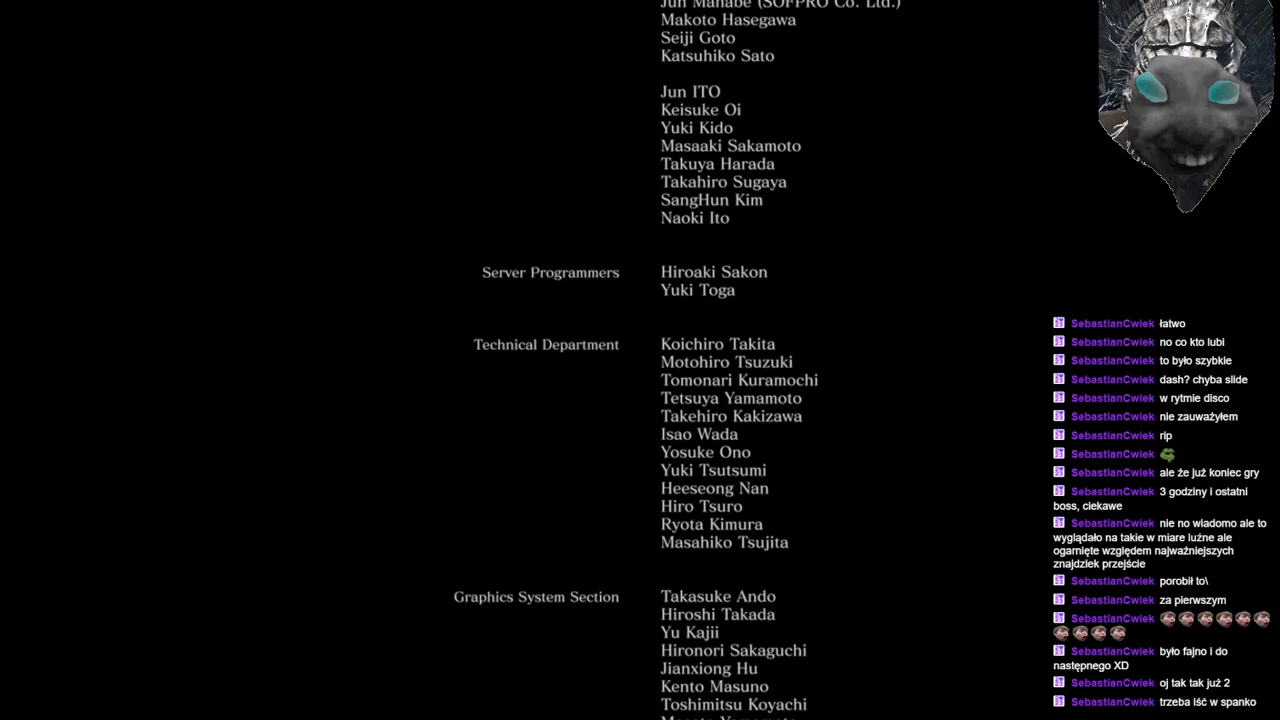 Jun Manabe (SOFPRO Co. Ltd.)
Makoto Hasegawa
Seiji Goto
Katsuhiko Sato
Jun ITO
Keisuke Oi
Yuki Kido
Masaaki Sakamoto
Takuya Harada
Takahiro Sugaya
SangHun Kim
Naoki Ito
Server Programmers Hiroaki Sakon
Yuki Toga
Technical Department Koichiro Takita
Motohiro Tsuzuki
Tomonari Kuramochi
Tetsuya Yamamoto
Takehiro Kakizawa
Isao Wada
Yosuke Ono
Yuki Tsutsumi
Heeseong Nan
Hiro Tsuro
Ryota Kimura
Masahiko Tsujita
Graphics System Section Takasuke Ando
Hiroshi Takada
Yu Kajii
Hironori Sakaguchi
Jianxiong Hu
Kento Masuno
Toshimitsu Koyachi
SebastianCwiek łatwo
SebastianCwiek no co kto lubi
SebastianCwiek to było szybkie
SebastianCwiek dash? chyba slide
SebastianCwiek w rytmie disco
SebastianCwiek nie zauważyłem
SebastianCwiek rip
SebastianCwiek
SebastianCwiek ale że już koniec gry
SebastianCwiek 3 godziny i ostatni
boss, ciekawe
SebastianCwiek nie no wiadomo ale to
wyglądało na takie w miare luźne ale
ogarnięte względem najważniejszych
znajdziek przejście
SebastianCwiek porobił to\
SebastianCwiek za pierwszym
SebastianCwiek
SebastianCwiek było fajno i do
następnego XD
SebastianCwiek oj tak tak już 2
SebastianCwiek trzeba iść w spanko